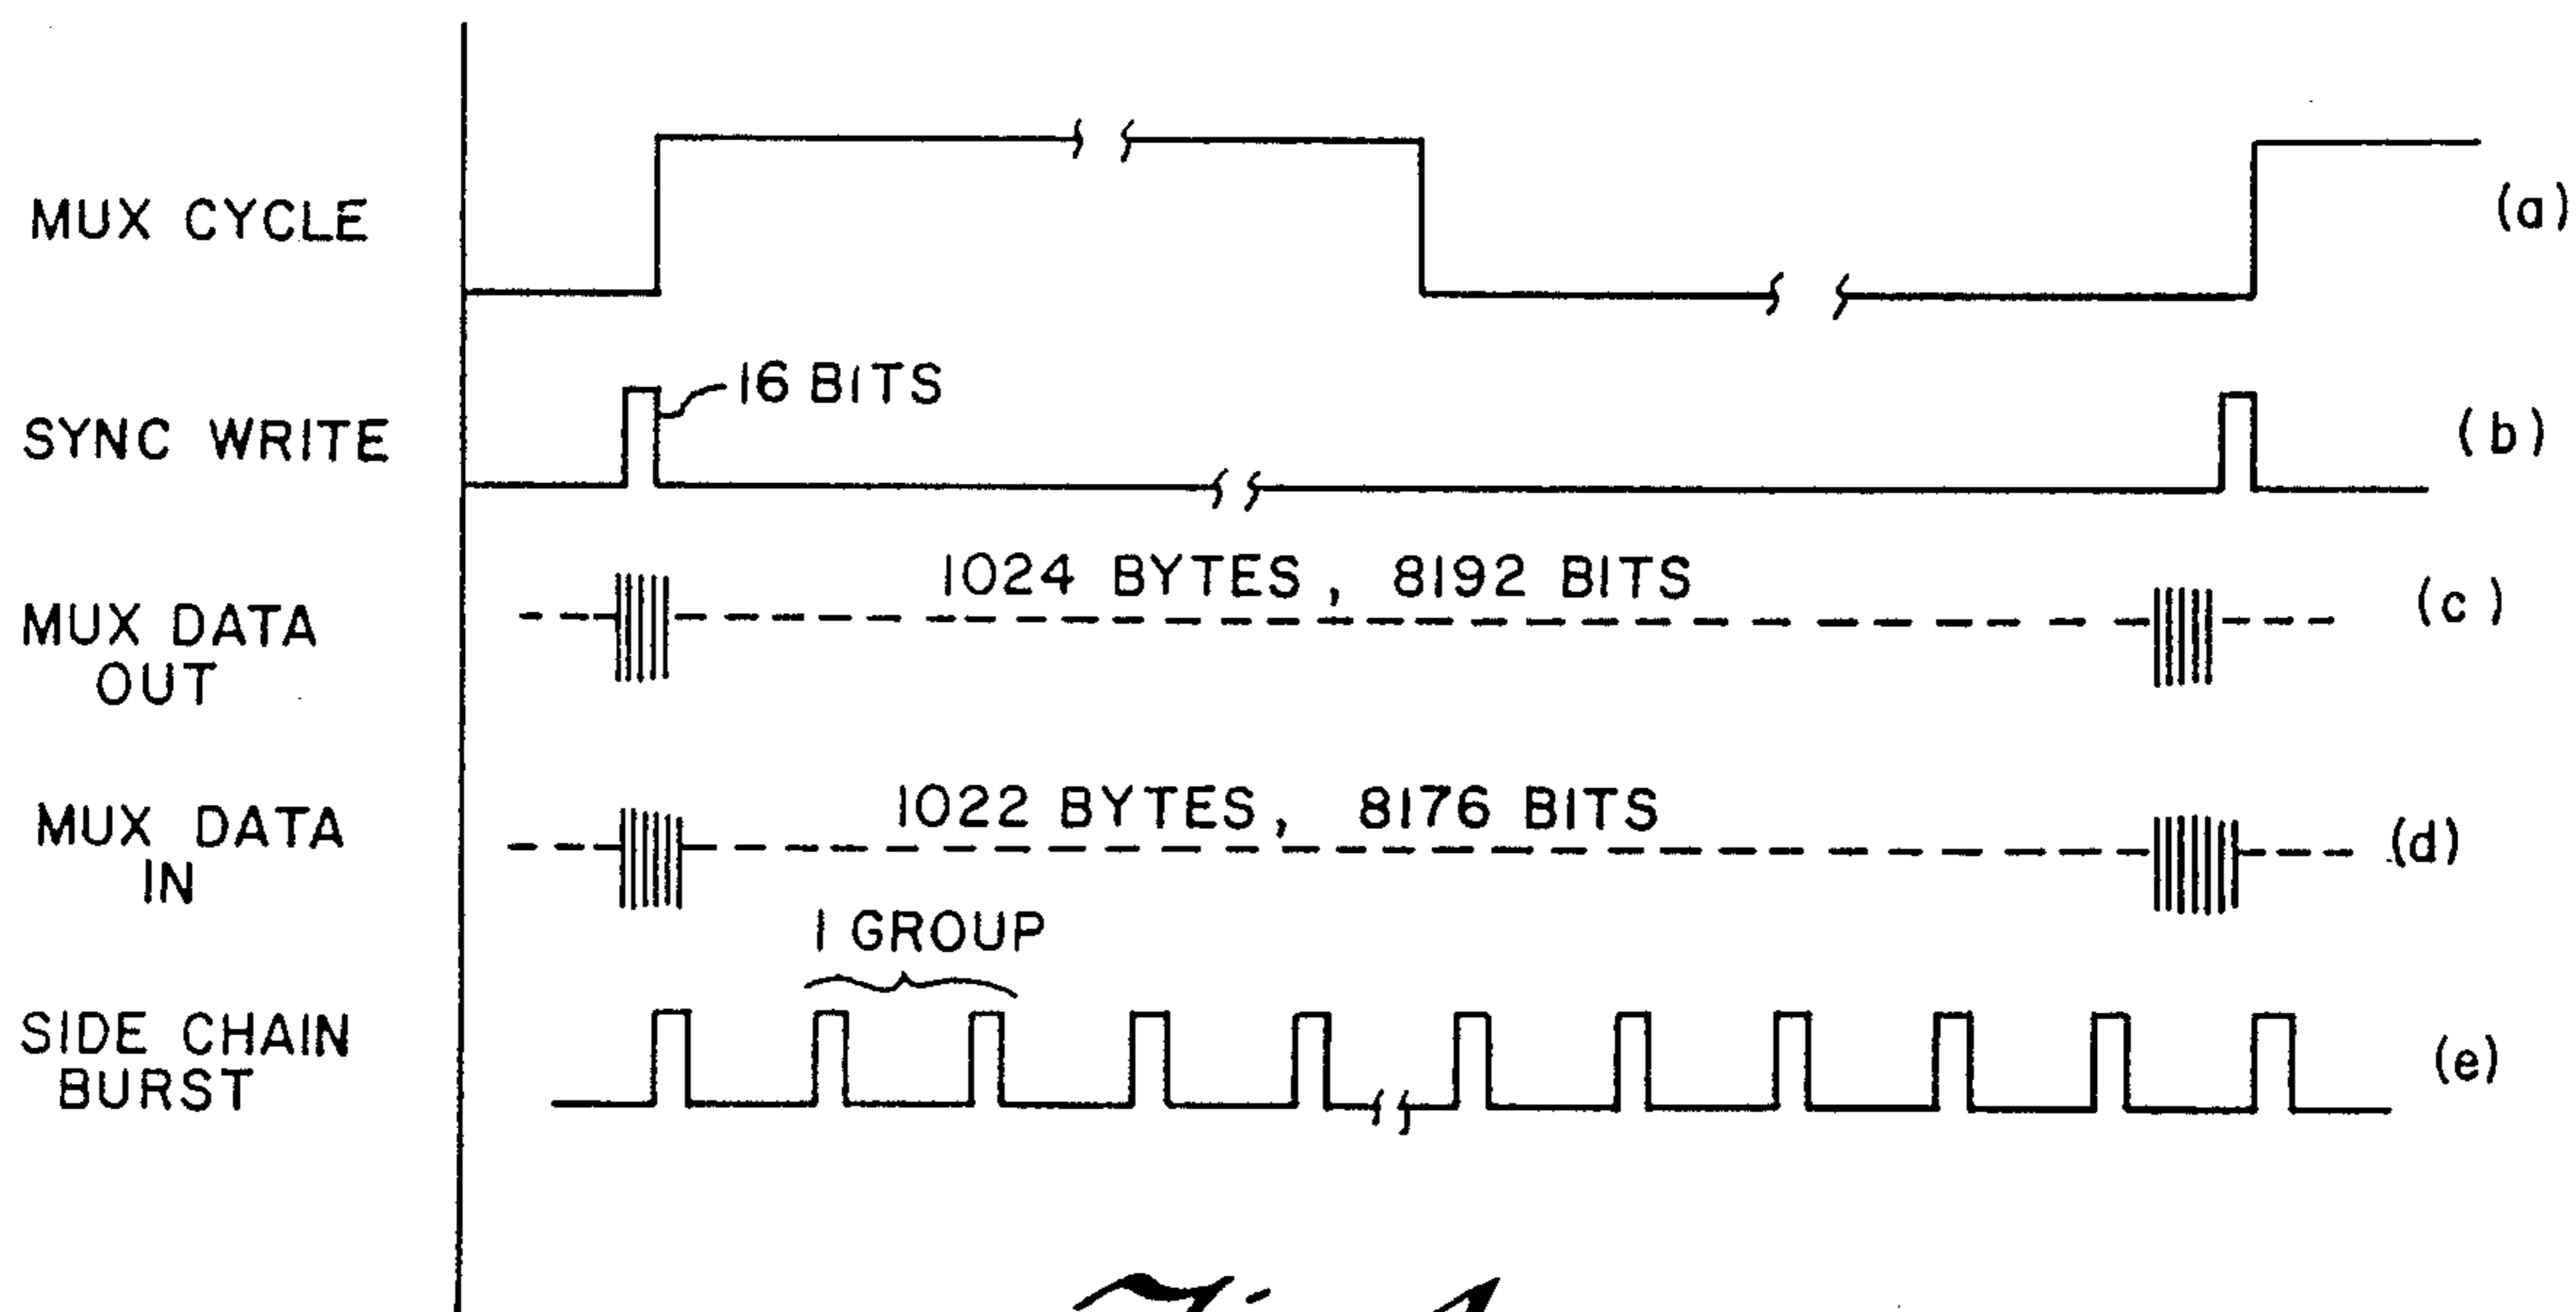 MUX CYCLE
(a)
16 BITS
SYNC WRITE
(b)
1024 BYTES, 8192 BITS
(c)
MUX DATA
OUT
1022 BYTES, 8176 BITS
MUX DATA
IN
(d)
1 GROUP
SIDE CHAIN
BURST
(e)